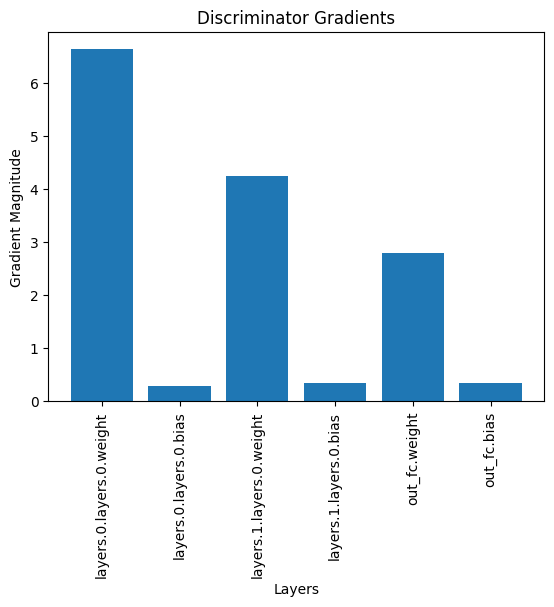 Discriminator Gradients
Gradient Magnitude
6
5
4
3
2
1
0
layers.0.layers.0.weight
layers.0.layers.0.bias
layers.1.layers.0.weight
layers.1.layers.0.bias
out_fc.weight
out_fc.bias
Layers